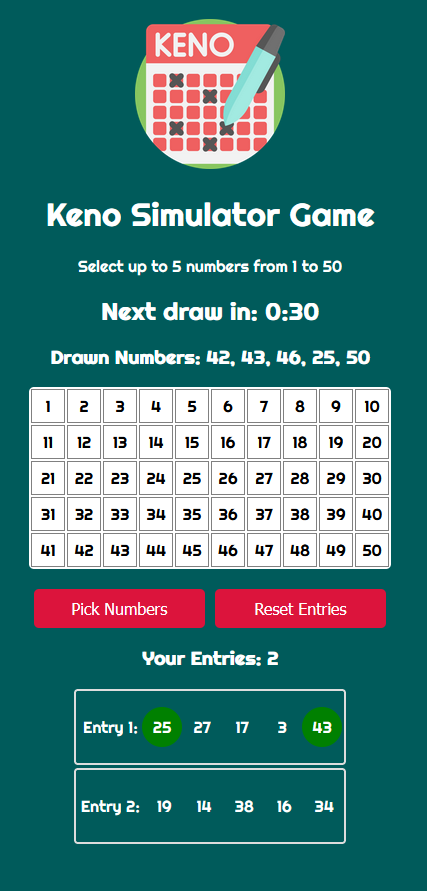 KENO
Keno Simulator Game
Select up to 5 numbers from 1 to 50
Next draw in: 0:30
Drawn Numbers: 42, 43, 46, 25, 50
1 2 3 4 5 6 7 8 9 10
11 12 13 14 15 16 17 18 19 20
21 22 23 24 25 26 27 28 29 30
31 32 33 34 35 36 37 38 39 40
41 42 43 44 45 46 47 48 49 50
Pick Numbers Reset Entries
Your Entries: 2
Entry 1: 25 27 17 3 43
Entry 2: 19 14 38 16 34